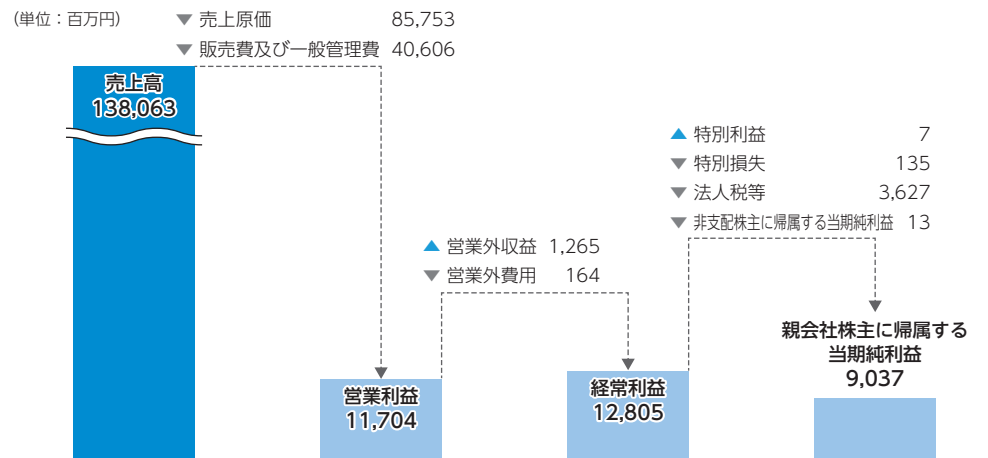 (単位：百万円)
▼ 売上原価 85,753
▼ 販売費及び一般管理費 40,606
売上高
138,063
▲ 特別利益 7
▼ 特別損失 135
▼ 法人税等 3,627
▼ 非支配株主に帰属する当期純利益 13
▲ 営業外収益 1,265
▼ 営業外費用 164
営業利益
11,704
経常利益
12,805
親会社株主に帰属する
当期純利益
9,037